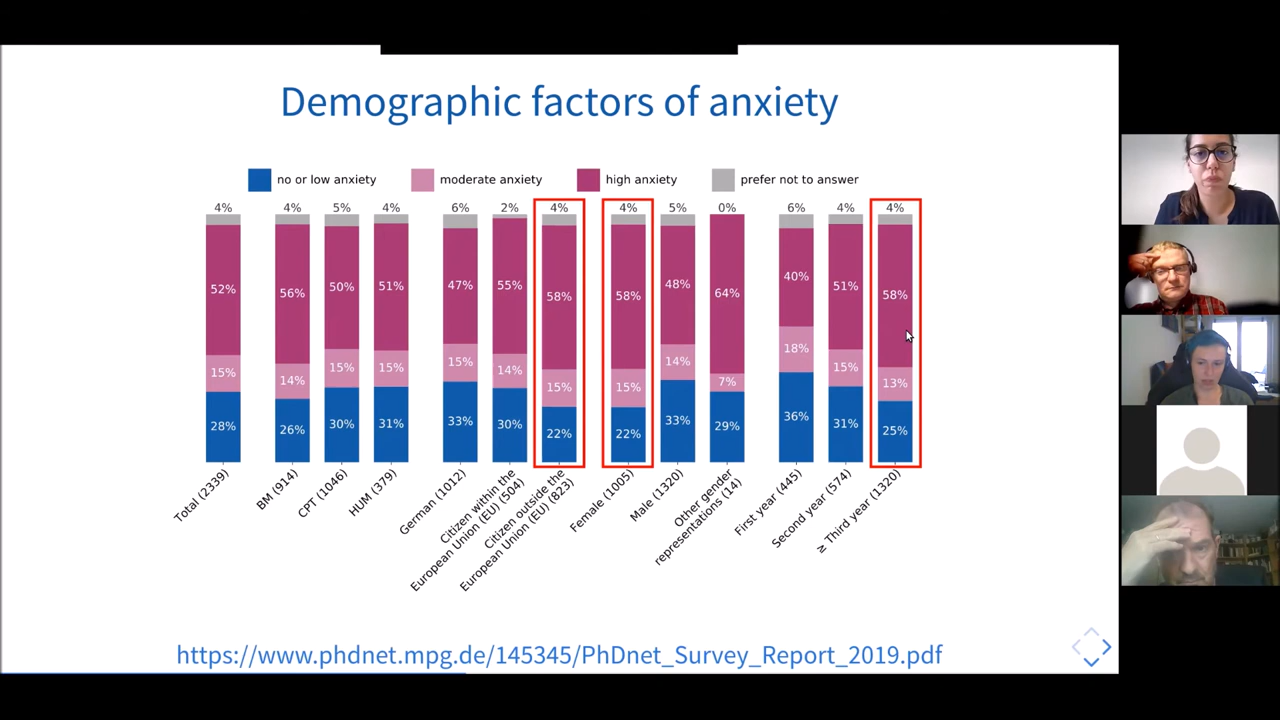 Demographic factors of anxiety
no or low anxiety
moderate anxiety
high anxiety
prefer not to answer
4%
4%
5%
4%
6%
2%
4%
4%
5%
0%
6%
4%
4%
52%
56%
50%
51%
47%
55%
58%
58%
48%
64%
40%
51%
58%
15%
14%
15%
15%
15%
14%
15%
15%
14%
7%
18%
15%
13%
28%
26%
30%
31%
33%
30%
22%
22%
33%
29%
36%
31%
25%
Total (2339)
BM (914)
CPT (1046)
HUM (379)
German (1012)
Citizen within the
European Union (EU) (504)
Citizen outside the
European Union (EU) (823)
Female (1005)
Male (1320)
Other gender
representations (14)
First year (445)
Second year (574)
≥ Third year (1320)
https://www.phdnet.mpg.de/145345/PhDnet_Survey_Report_2019.pdf